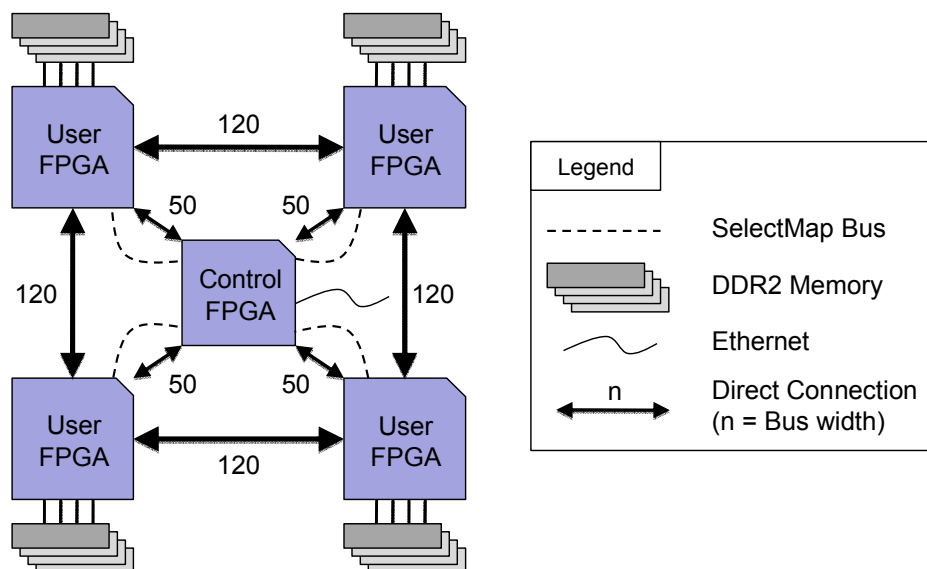 User
FPGA
120
User
FPGA
50
50
120
Control
FPGA
120
50
50
User
FPGA
120
User
FPGA
Legend
SelectMap Bus
DDR2 Memory
Ethernet
n
Direct Connection
(n = Bus width)